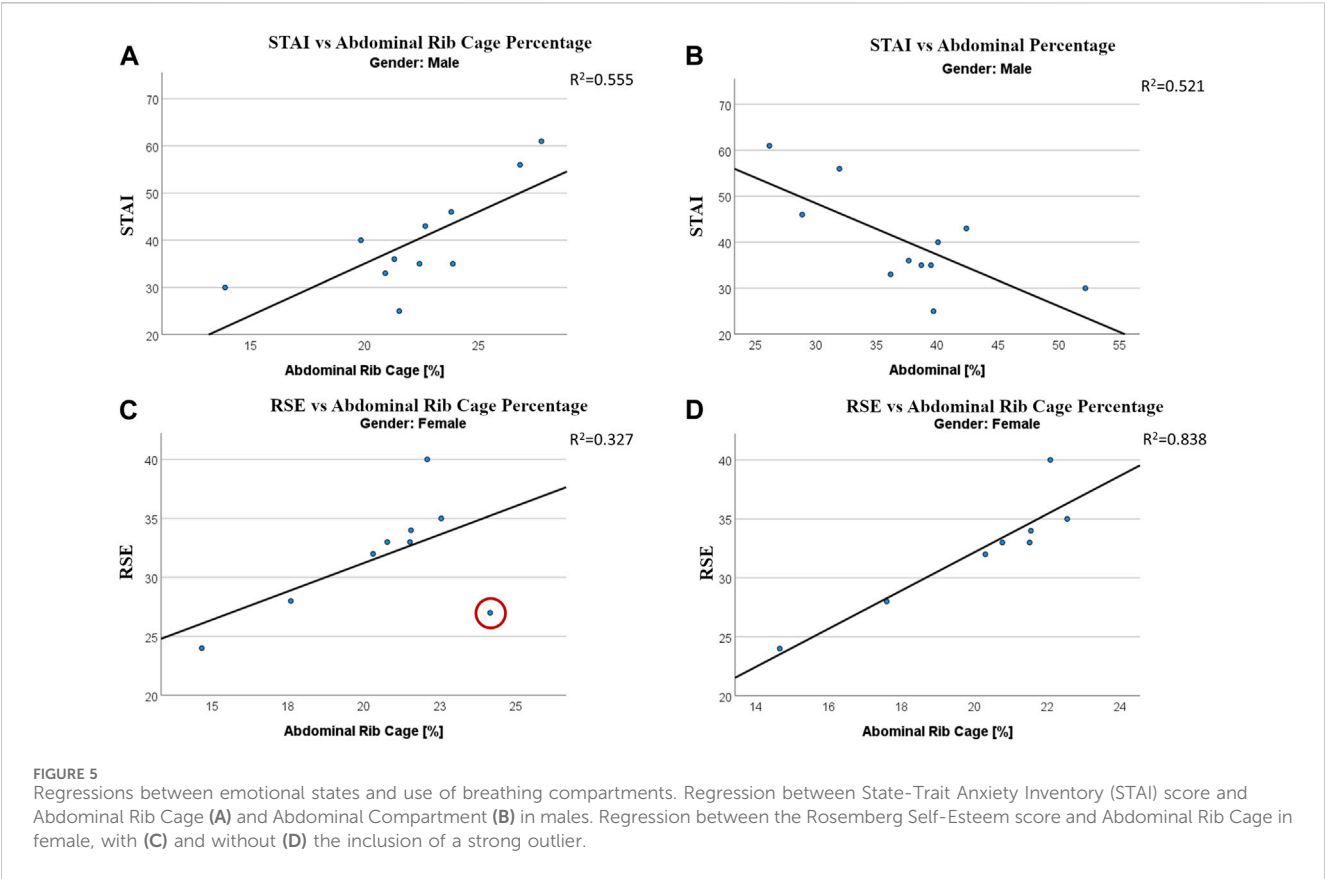 A
STAI vs Abdominal Rib Cage Percentage
Gender: Male
R²=0.555
STAI
70
60
50
40
30
20
15
20
25
Abdominal Rib Cage [%]
B
STAI vs Abdominal Percentage
Gender: Male
R²=0.521
STAI
70
60
50
40
30
20
25
30
35
40
45
50
55
Abdominal [%]
C
RSE vs Abdominal Rib Cage Percentage
Gender: Female
R²=0.327
RSE
40
35
30
25
20
15
18
20
23
25
Abdominal Rib Cage [%]
D
RSE vs Abdominal Rib Cage Percentage
Gender: Female
R²=0.838
RSE
40
35
30
25
20
14
16
18
20
22
24
Abominal Rib Cage [%]
FIGURE 5
Regressions between emotional states and use of breathing compartments. Regression between State-Trait Anxiety Inventory (STAI) score and
Abdominal Rib Cage (A) and Abdominal Compartment (B) in males. Regression between the Rosemberg Self-Esteem score and Abdominal Rib Cage in
female, with (C) and without (D) the inclusion of a strong outlier.